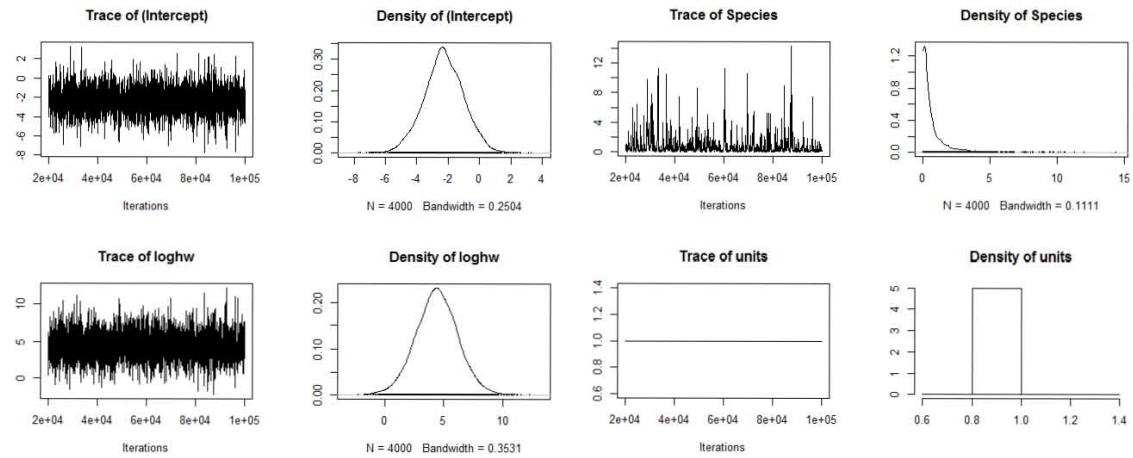 Trace of (Intercept)
2
0
-2
-4
-6
-8
2e+04 4e+04 6e+04 8e+04 1e+05
Iterations
Density of (Intercept)
0.30
0.20
0.10
0.00
-8 -6 -4 -2 0 2 4
N = 4000 Bandwidth = 0.2504
Trace of Species
12
8
4
0
2e+04 4e+04 6e+04 8e+04 1e+05
Iterations
Density of Species
1.2
0.8
0.4
0.0
0 5 10 15
N = 4000 Bandwidth = 0.1111
Trace of loghw
10
5
0
2e+04 4e+04 6e+04 8e+04 1e+05
Iterations
Density of loghw
0.20
0.10
0.00
0 5 10
N = 4000 Bandwidth = 0.3531
Trace of units
1.4
1.2
1.0
0.8
0.6
2e+04 4e+04 6e+04 8e+04 1e+05
Iterations
Density of units
5
4
3
2
1
0
0.6 0.8 1.0 1.2 1.4